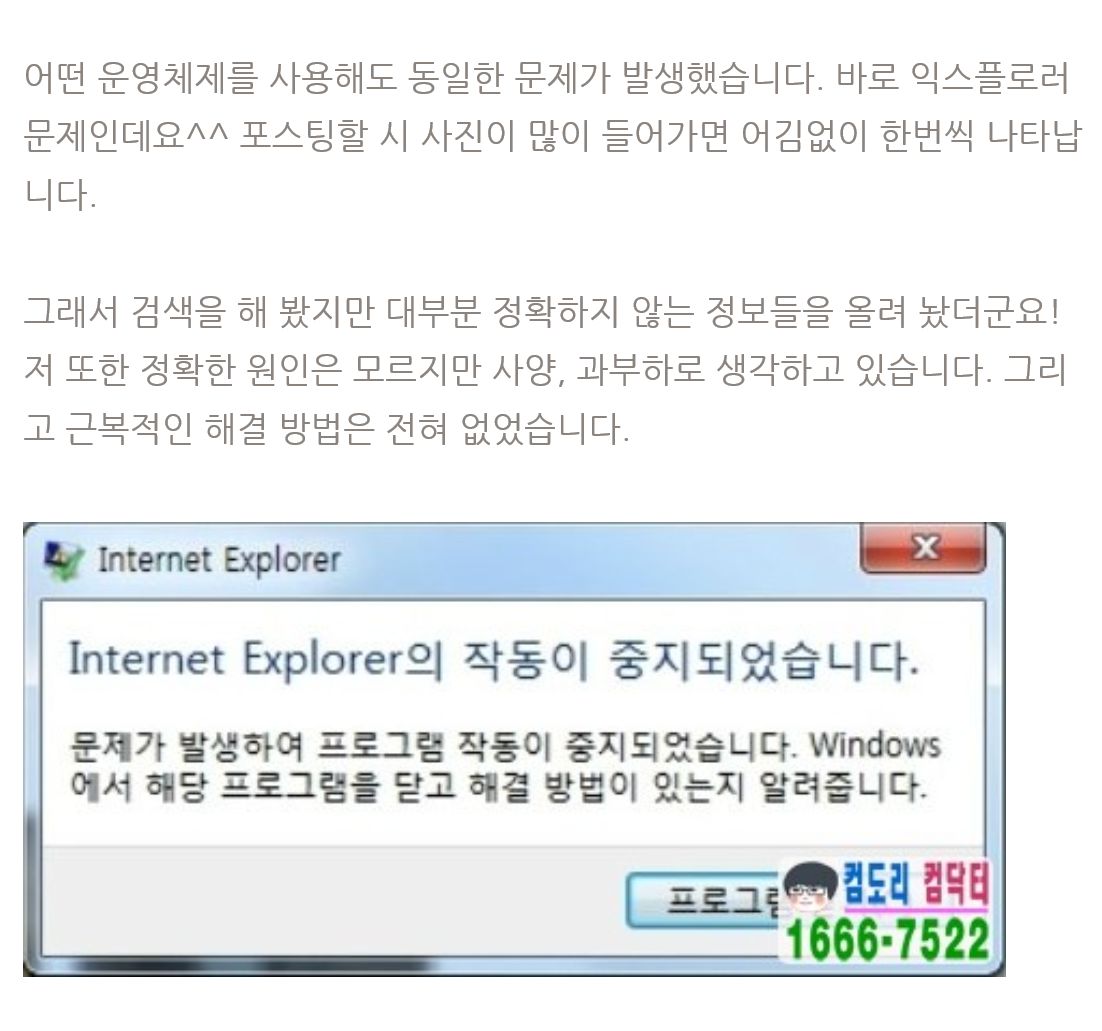 어떤 운영체제를 사용해도 동일한 문제가 발생했습니다. 바로 익스플로러
문제인데요^^ 포스팅할 시 사진이 많이 들어가면 어김없이 한번씩 나타납
니다.
그래서 검색을 해 봤지만 대부분 정확하지 않는 정보들을 올려 놨더군요!
저 또한 정확한 원인은 모르지만 사양, 과부하로 생각하고 있습니다. 그리
고 근복적인 해결 방법은 전혀 없었습니다.
Internet Explorer
Internet Explorer의 작동이 중지되었습니다.
문제가 발생하여 프로그램 작동이 중지되었습니다. Windows
에서 해당 프로그램을 닫고 해결 방법이 있는지 알려줍니다.
프로그
컴도리 컴닥터
1666-7522